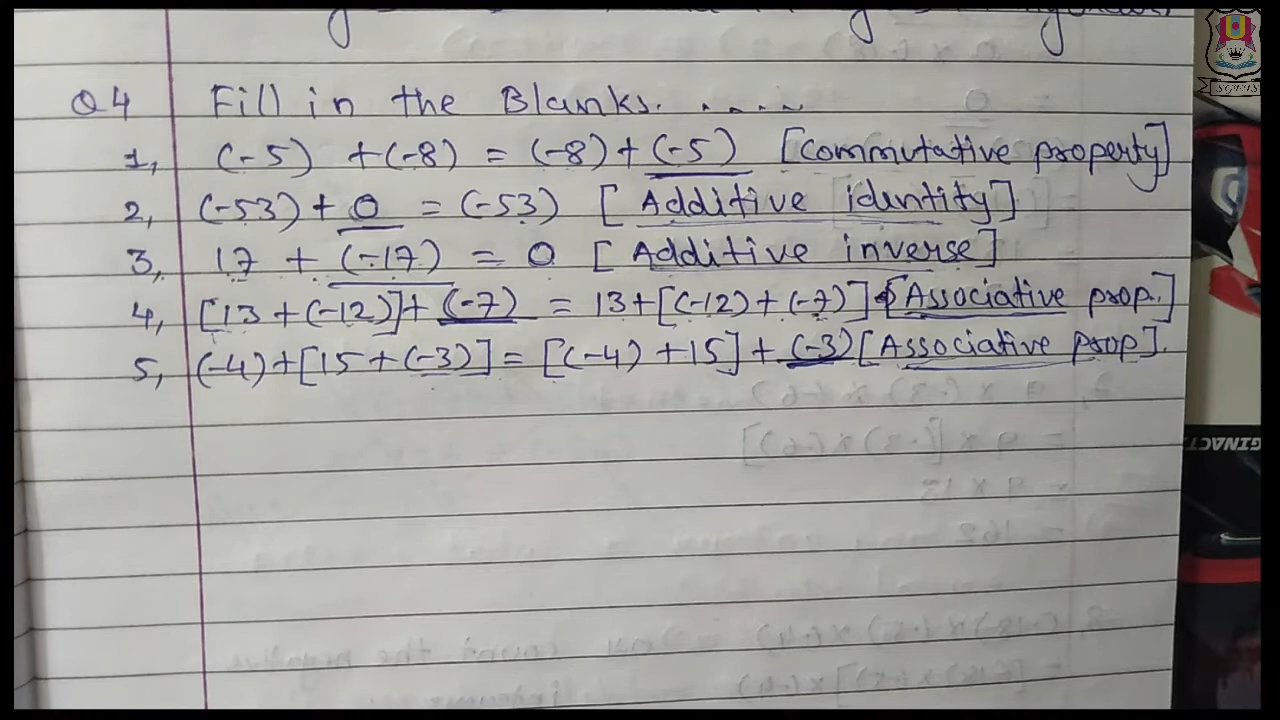 Q4 Fill in the Blanks. ....
1, (-5) +(-8) = (-8)+(-5) [Commutative property]
2, (-53)+ 0 = (-53) [Additive identity]
3, 17 + (-17) = 0 [Additive inverse]
4, [13+(-12)]+(-7) = 13+[(-12)+(-7)] [Associative prop.]
5, (-4)+[15+(-3)]=[(-4)+15]+(-3)[Associative prop].